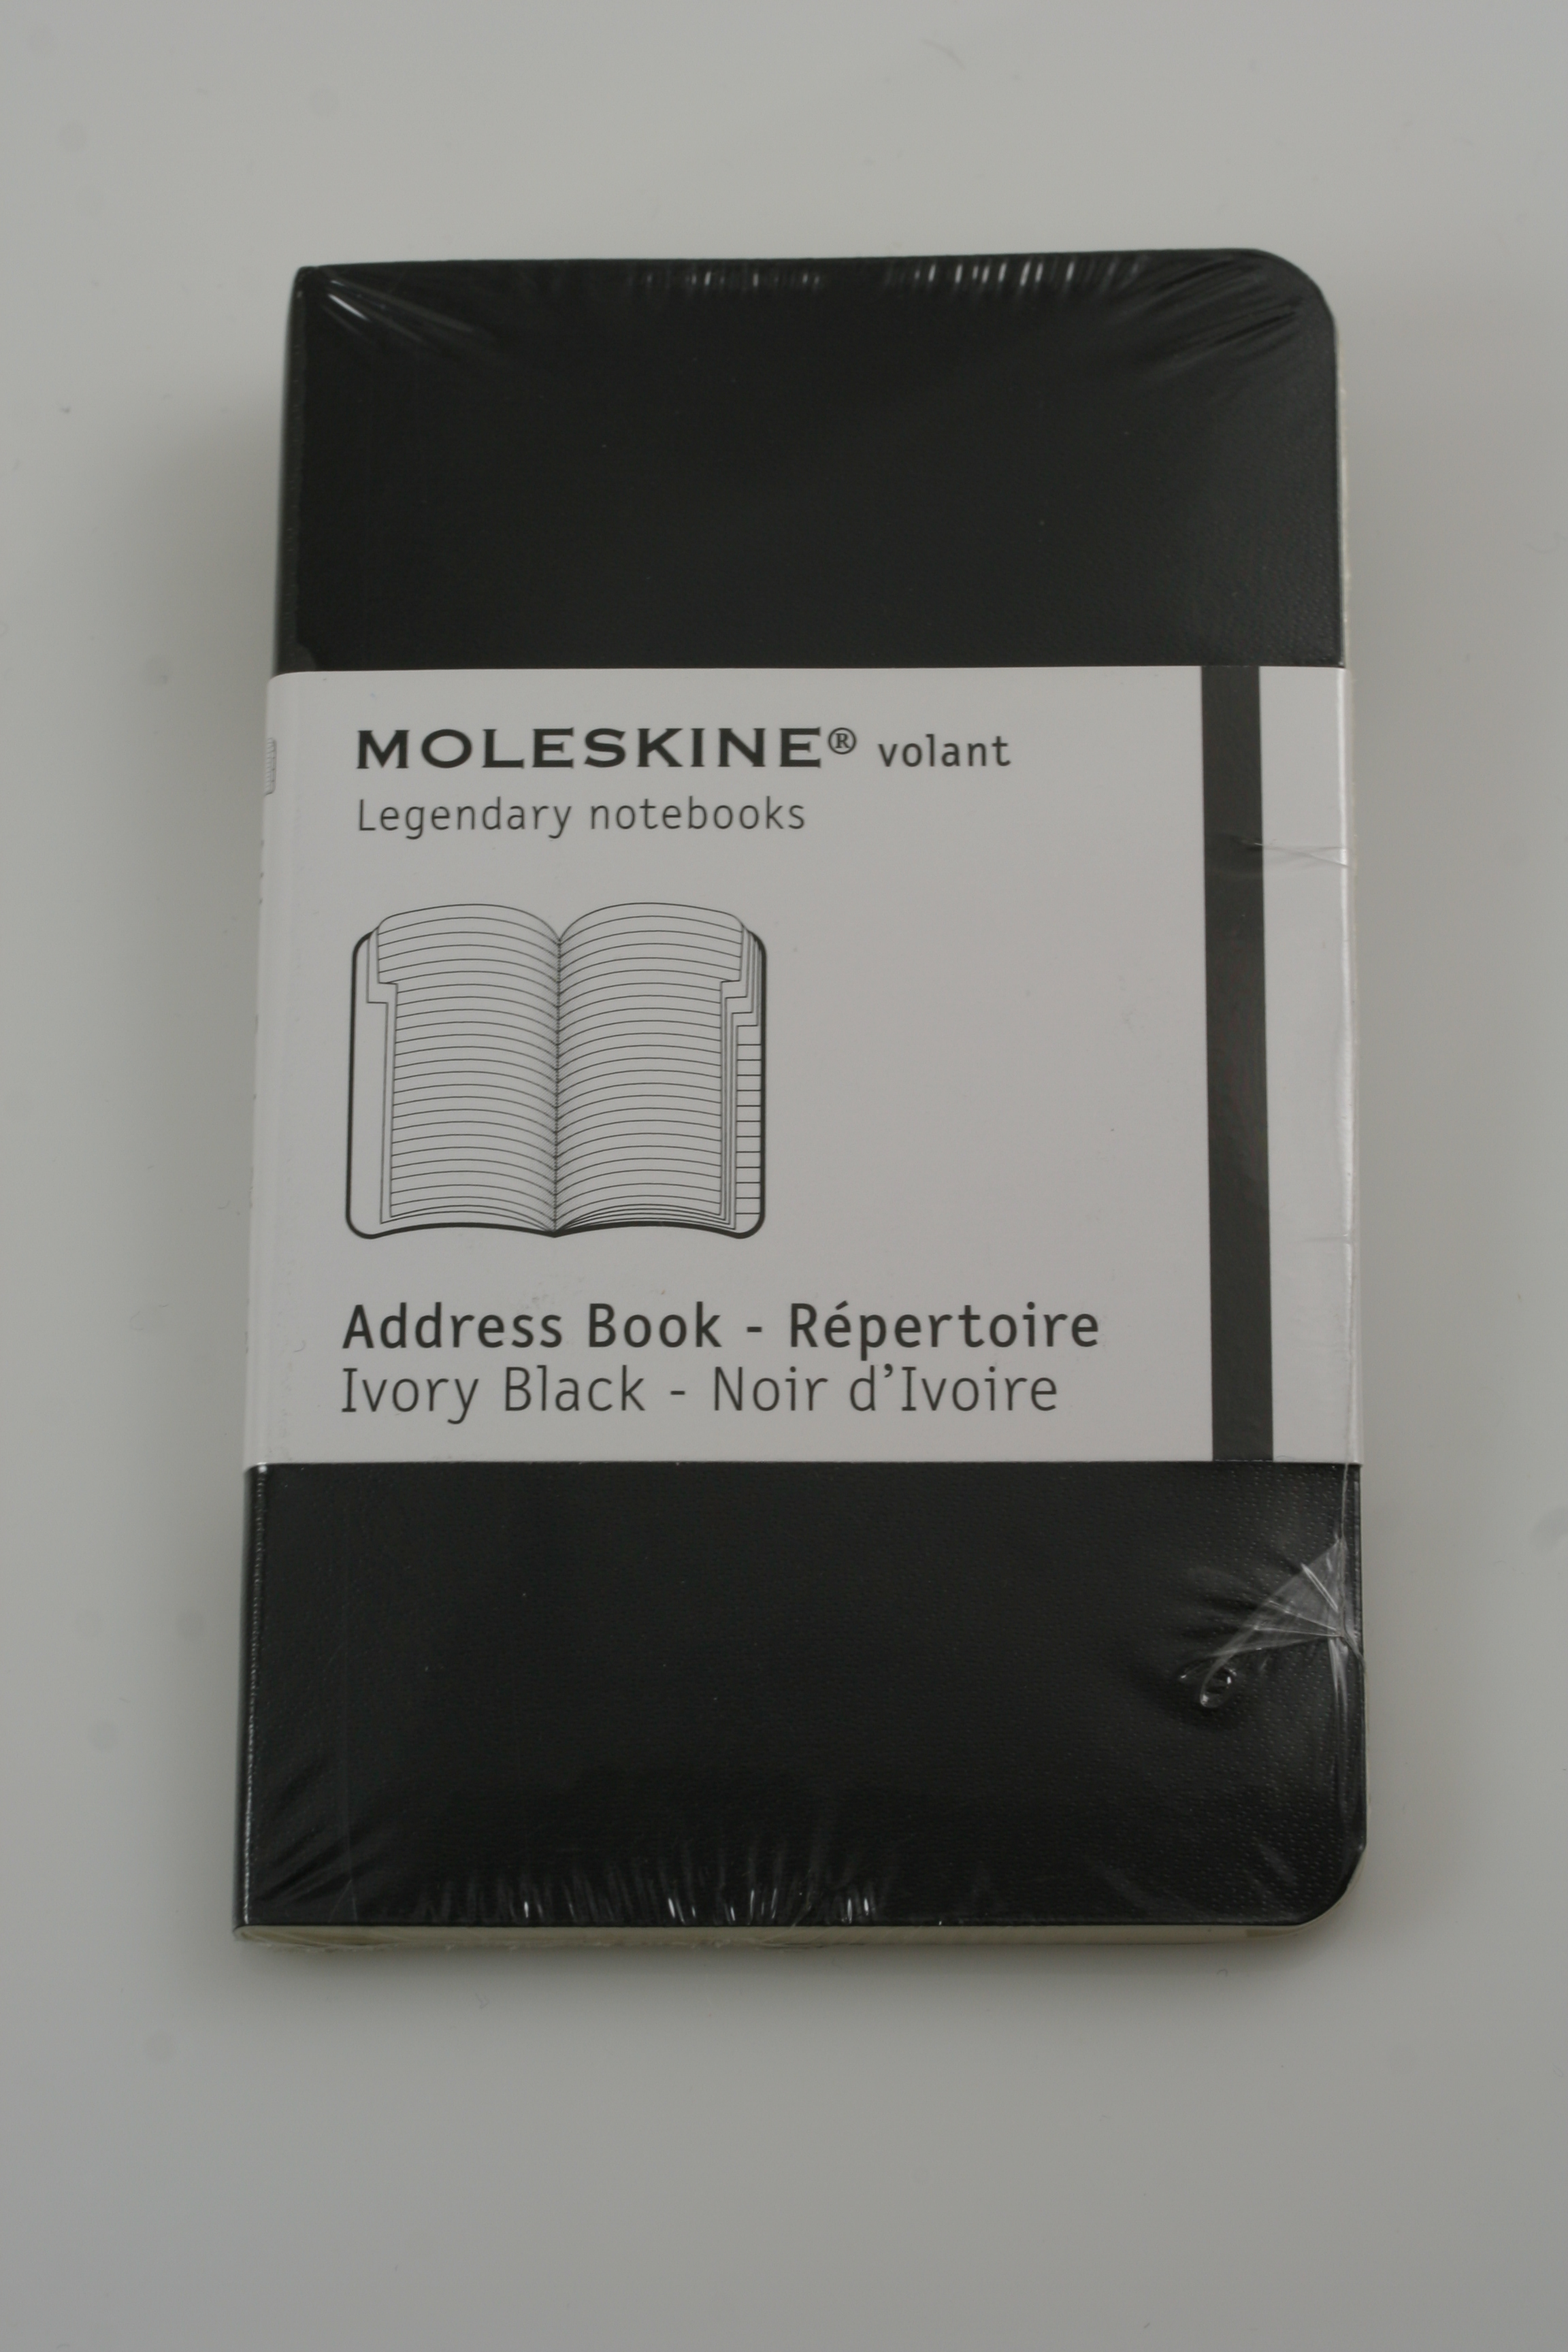 MOLESKINE® volant
Legendary notebooks
Address Book - Répertoire
Ivory Black - Noir d'Ivoire